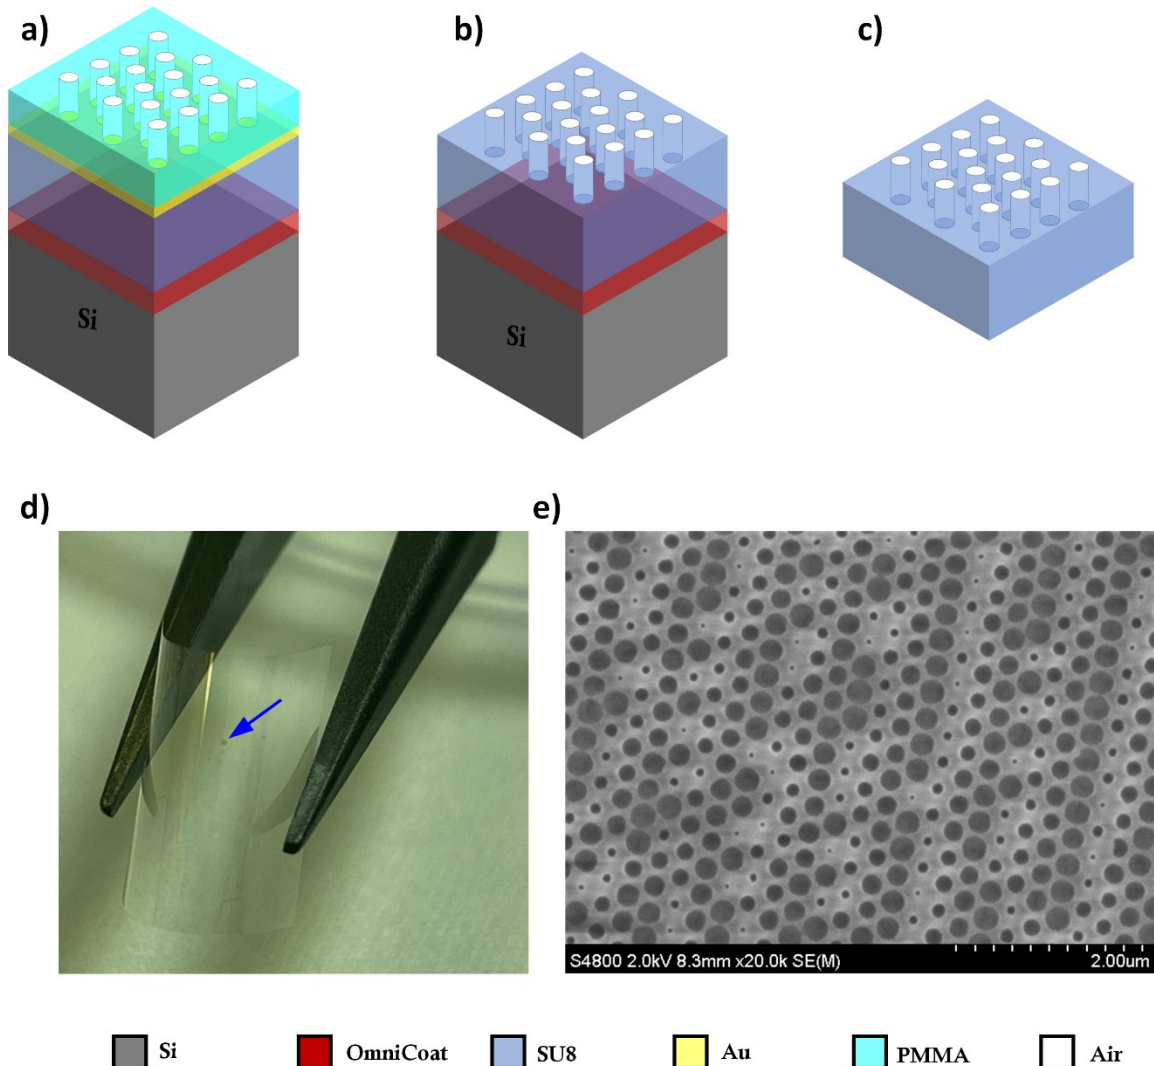 a)
b)
c)
Si
Si
d)
e)
S4800 2.0kV 8.3mm x20.0k SE(M)
2.00um
Si
OmniCoat
SU8
Au
PMMA
Air